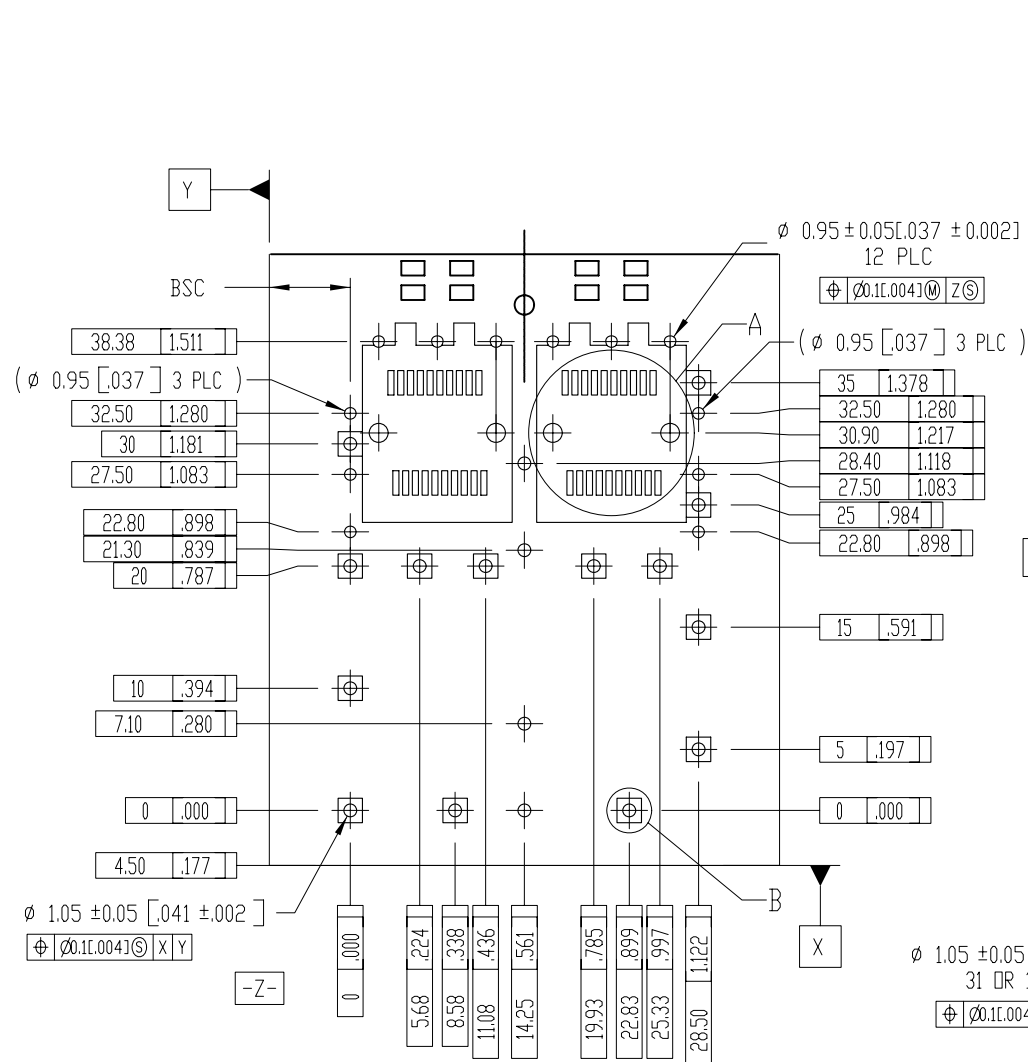 Y
BSC
38.38 1.511
( ø 0.95 [.037 ] 3 PLC )
32.50 1.280
30 1.181
27.50 1.083
22.80 .898
21.30 .839
20 .787
10 .394
7.10 .280
0 .000
4.50 .177
ø 1.05 ±0.05 [.041 ±.002 ]
⌖ Ø0.1[.004]Ⓢ X Y
-Z-
ø 0.95±0.05[.037 ±0.002]
12 PLC
⌖ Ø0.1[.004]Ⓜ ZⓈ
A
( ø 0.95 [.037 ] 3 PLC )
35 1.378
32.50 1.280
30.90 1.217
28.40 1.118
27.50 1.083
25 .984
22.80 .898
15 .591
5 .197
0 .000
B
X
0 .000
5.68 .224
8.58 .338
11.08 .436
14.25 .561
19.93 .785
22.83 .899
25.33 .997
28.50 1.122
ø 1.05 ±0.05
31 OR
⌖ Ø0.1[.004